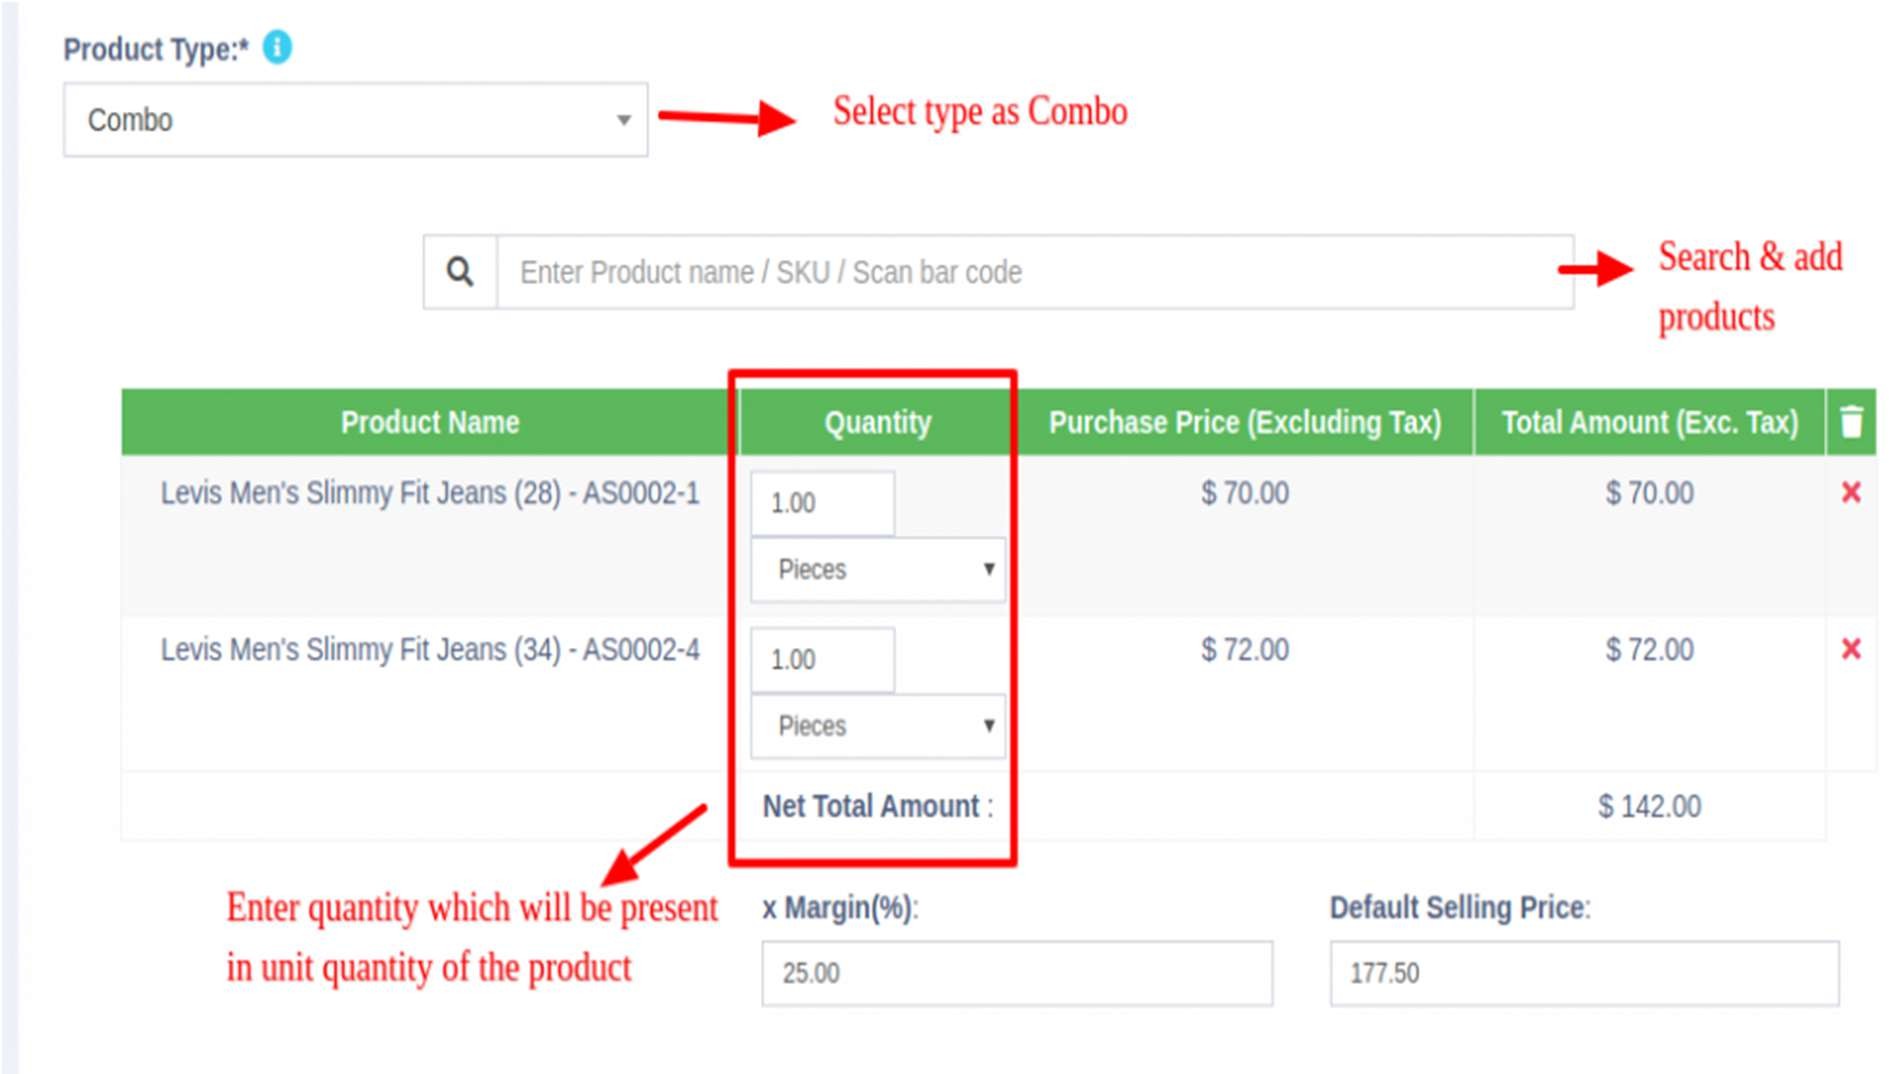 Product Type:*
Combo
Select type as Combo
Enter Product name / SKU / Scan bar code
Search & add
products
Product Name Quantity Purchase Price (Excluding Tax) Total Amount (Exc. Tax)
Levis Men's Slimmy Fit Jeans (28) - AS0002-1 1.00 $ 70.00 $ 70.00
Pieces
Levis Men's Slimmy Fit Jeans (34) - AS0002-4 1.00 $ 72.00 $ 72.00
Pieces
Net Total Amount : $ 142.00
Enter quantity which will be present
in unit quantity of the product
x Margin(%): Default Selling Price:
25.00 177.50